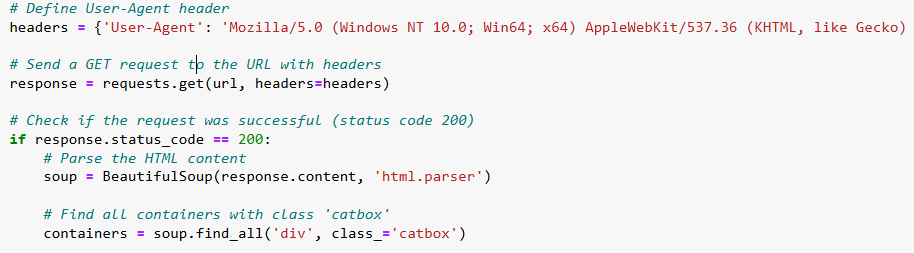 # Define User-Agent header
headers = {'User-Agent': 'Mozilla/5.0 (Windows NT 10.0; Win64; x64) AppleWebKit/537.36 (KHTML, like Gecko)
# Send a GET request to the URL with headers
response = requests.get(url, headers=headers)
# Check if the request was successful (status code 200)
if response.status_code == 200:
    # Parse the HTML content
    soup = BeautifulSoup(response.content, 'html.parser')
    # Find all containers with class 'catbox'
    containers = soup.find_all('div', class_='catbox')